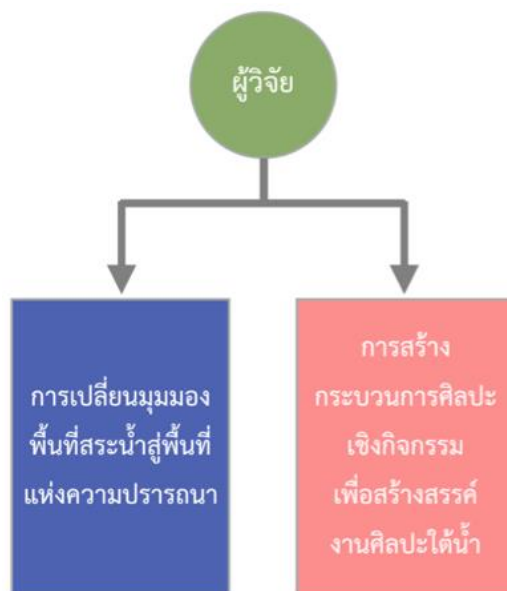 ผู้วิจัย
การเปลี่ยนมุมมอง
พื้นที่สระน้ำสู่พื้นที่
แห่งความปรารถนา
การสร้าง
กระบวนการศิลปะ
เชิงกิจกรรม
เพื่อสร้างสรรค์
งานศิลปะใต้น้ำ